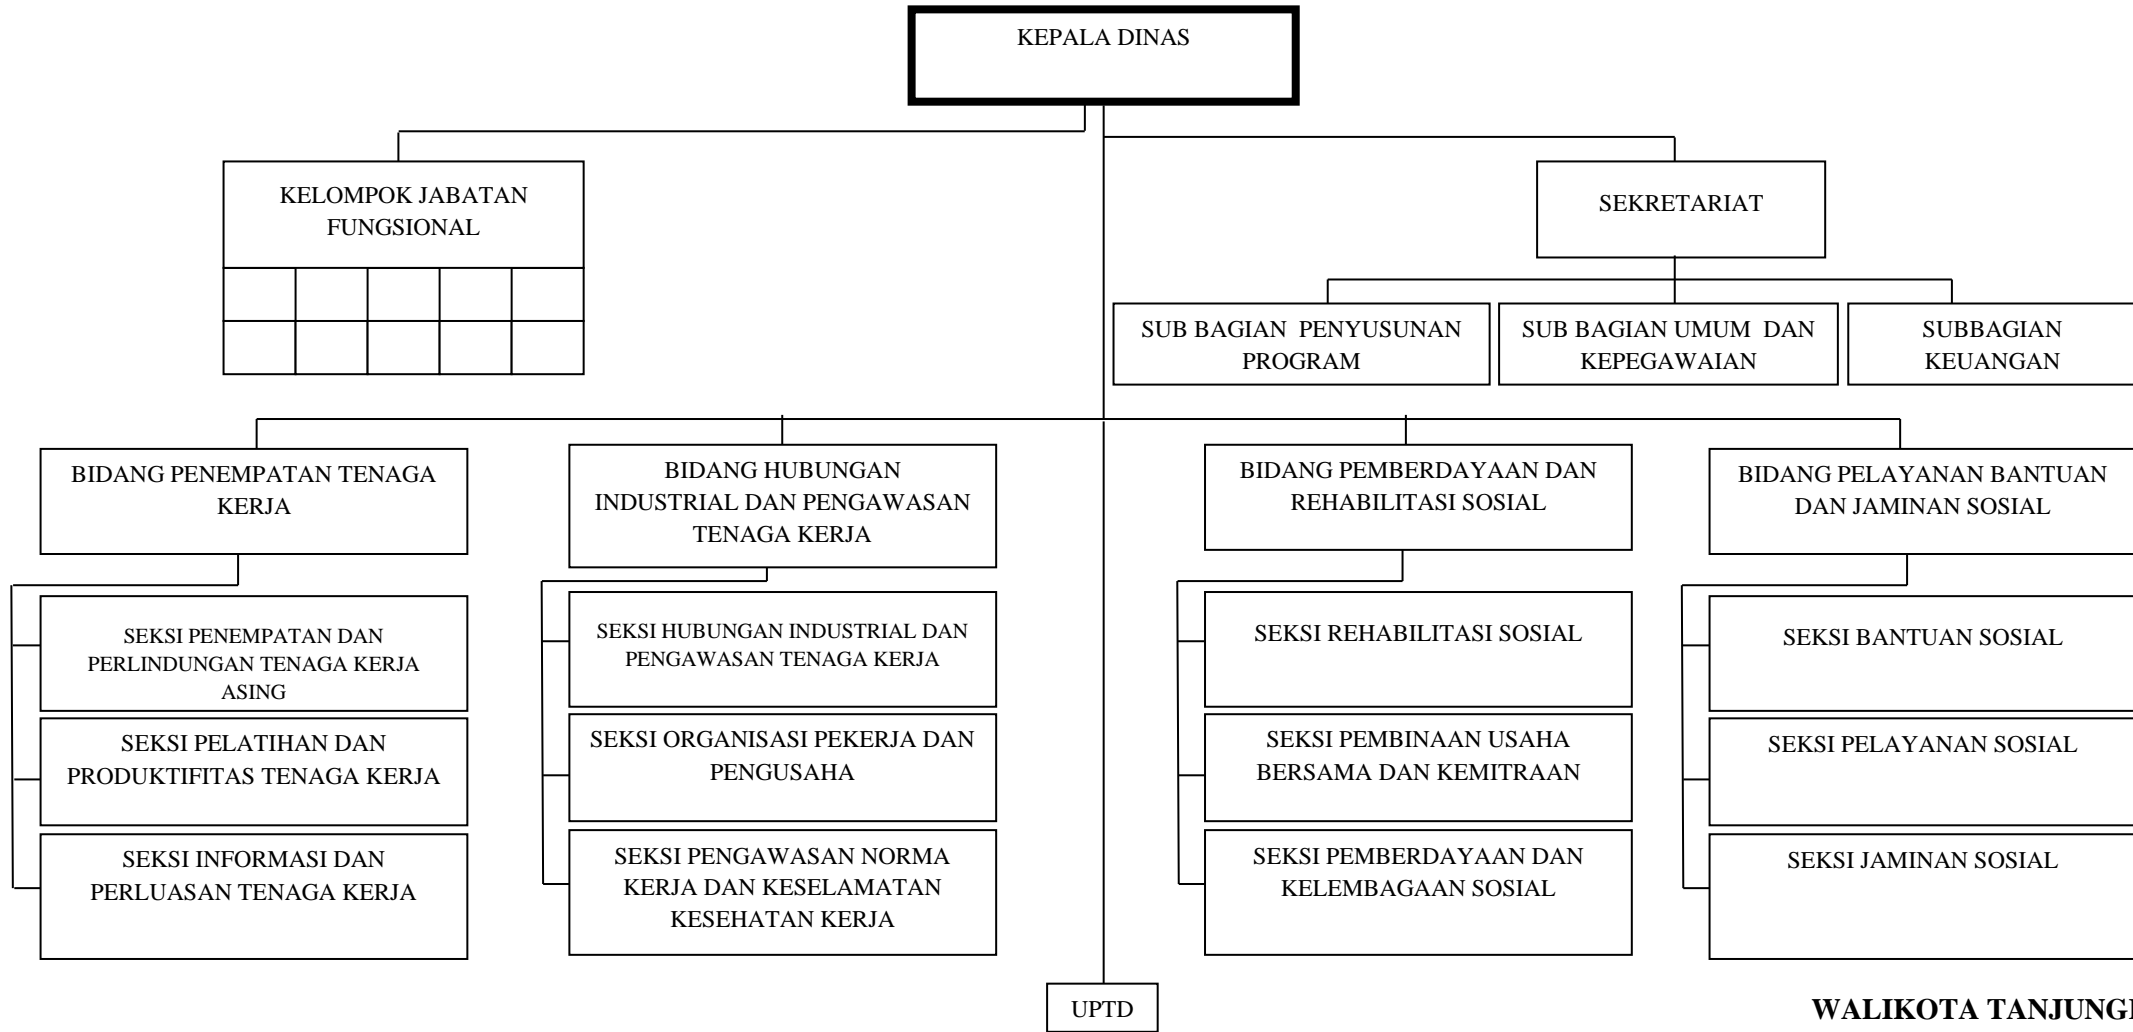 KEPALA DINAS
KELOMPOK JABATAN
FUNGSIONAL
SEKRETARIAT
SUB BAGIAN PENYUSUNAN
PROGRAM
SUB BAGIAN UMUM DAN
KEPEGAWAIAN
SUBBAGIAN
KEUANGAN
BIDANG PENEMPATAN TENAGA
KERJA
BIDANG HUBUNGAN
INDUSTRIAL DAN PENGAWASAN
TENAGA KERJA
BIDANG PEMBERDAYAAN DAN
REHABILITASI SOSIAL
BIDANG PELAYANAN BANTUAN
DAN JAMINAN SOSIAL
SEKSI PENEMPATAN DAN
PERLINDUNGAN TENAGA KERJA
ASING
SEKSI PELATIHAN DAN
PRODUKTIFITAS TENAGA KERJA
SEKSI INFORMASI DAN
PERLUASAN TENAGA KERJA
SEKSI HUBUNGAN INDUSTRIAL DAN
PENGAWASAN TENAGA KERJA
SEKSI ORGANISASI PEKERJA DAN
PENGUSAHA
SEKSI PENGAWASAN NORMA
KERJA DAN KESELAMATAN
KESEHATAN KERJA
SEKSI REHABILITASI SOSIAL
SEKSI PEMBINAAN USAHA
BERSAMA DAN KEMITRAAN
SEKSI PEMBERDAYAAN DAN
KELEMBAGAAN SOSIAL
SEKSI BANTUAN SOSIAL
SEKSI PELAYANAN SOSIAL
SEKSI JAMINAN SOSIAL
UPTD
WALIKOTA